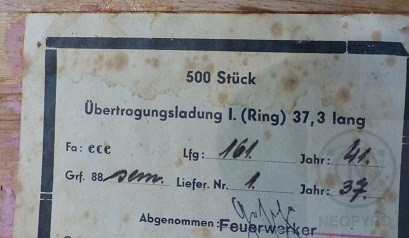 500 Stück
Übertragungsladung I. (Ring) 37,3 lang
Fa: ece Lfg: 161. Jahr: 41.
Grf. 88 sem. Liefer. Nr. 1. Jahr: 37.
Abgenommen: Feuerwerker